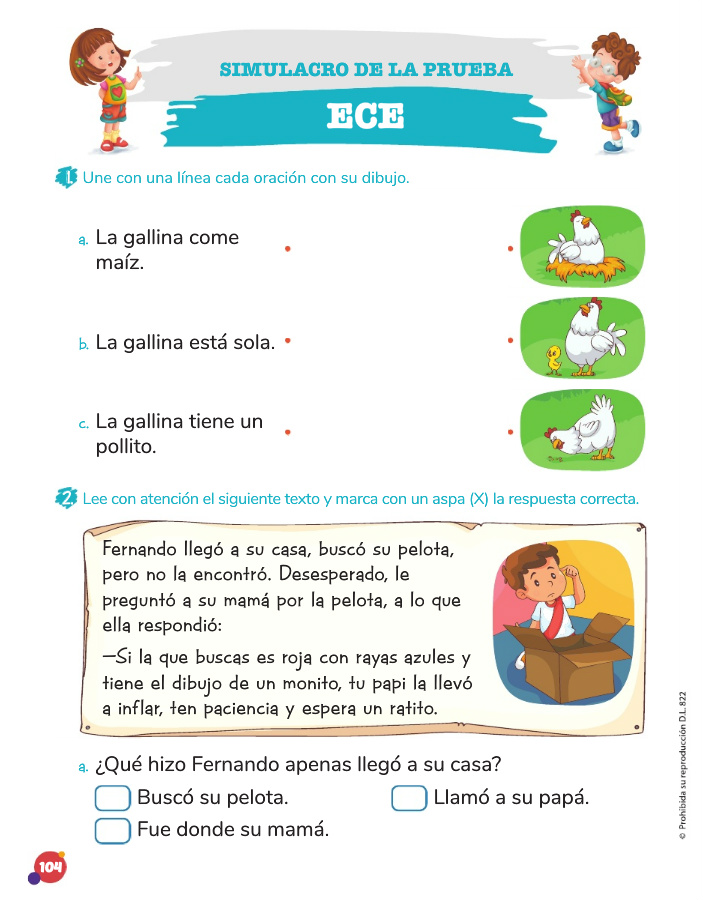 SIMULACRO DE LA PRUEBA
ECE
1. Une con una línea cada oración con su dibujo.
a. La gallina come
maíz.
b. La gallina está sola.
c. La gallina tiene un
pollito.
2. Lee con atención el siguiente texto y marca con un aspa (X) la respuesta correcta.
Fernando llegó a su casa, buscó su pelota,
pero no la encontró. Desesperado, le
preguntó a su mamá por la pelota, a lo que
ella respondió:
—Si la que buscas es roja con rayas azules y
tiene el dibujo de un monito, tu papi la llevó
a inflar, ten paciencia y espera un ratito.
a. ¿Qué hizo Fernando apenas llegó a su casa?
Buscó su pelota.
Llamó a su papá.
Fue donde su mamá.
104
© Prohibida su reproducción D.L. 822